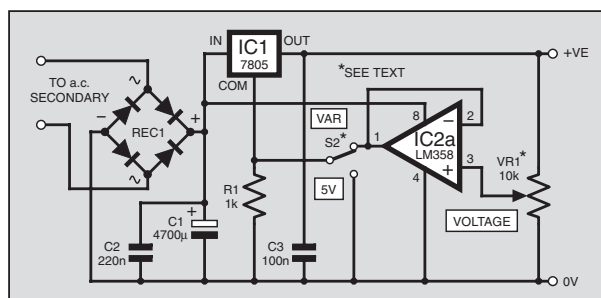 IN
IC1
7805
OUT
COM
+VE
*SEE TEXT
TO a.c.
SECONDARY
~
−
REC1
+
~
VAR
S2*
1
8
−
2
IC2a
LM358
+
3
4
VR1*
10k
5V
VOLTAGE
R1
1k
C2
220n
+
C1
4700µ
C3
100n
0V